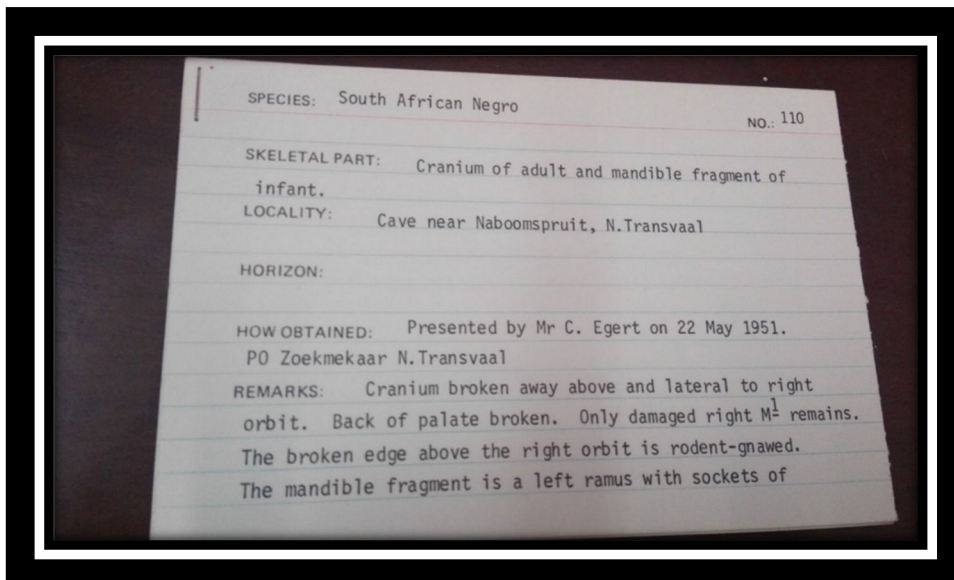 SPECIES: South African Negro
NO.: 110
SKELETAL PART: Cranium of adult and mandible fragment of
infant.
LOCALITY: Cave near Naboomspruit, N.Transvaal
HORIZON:
HOW OBTAINED: Presented by Mr C. Egert on 22 May 1951.
PO Zoekmekaar N.Transvaal
REMARKS: Cranium broken away above and lateral to right
orbit. Back of palate broken. Only damaged right M1 remains.
The broken edge above the right orbit is rodent-gnawed.
The mandible fragment is a left ramus with sockets of